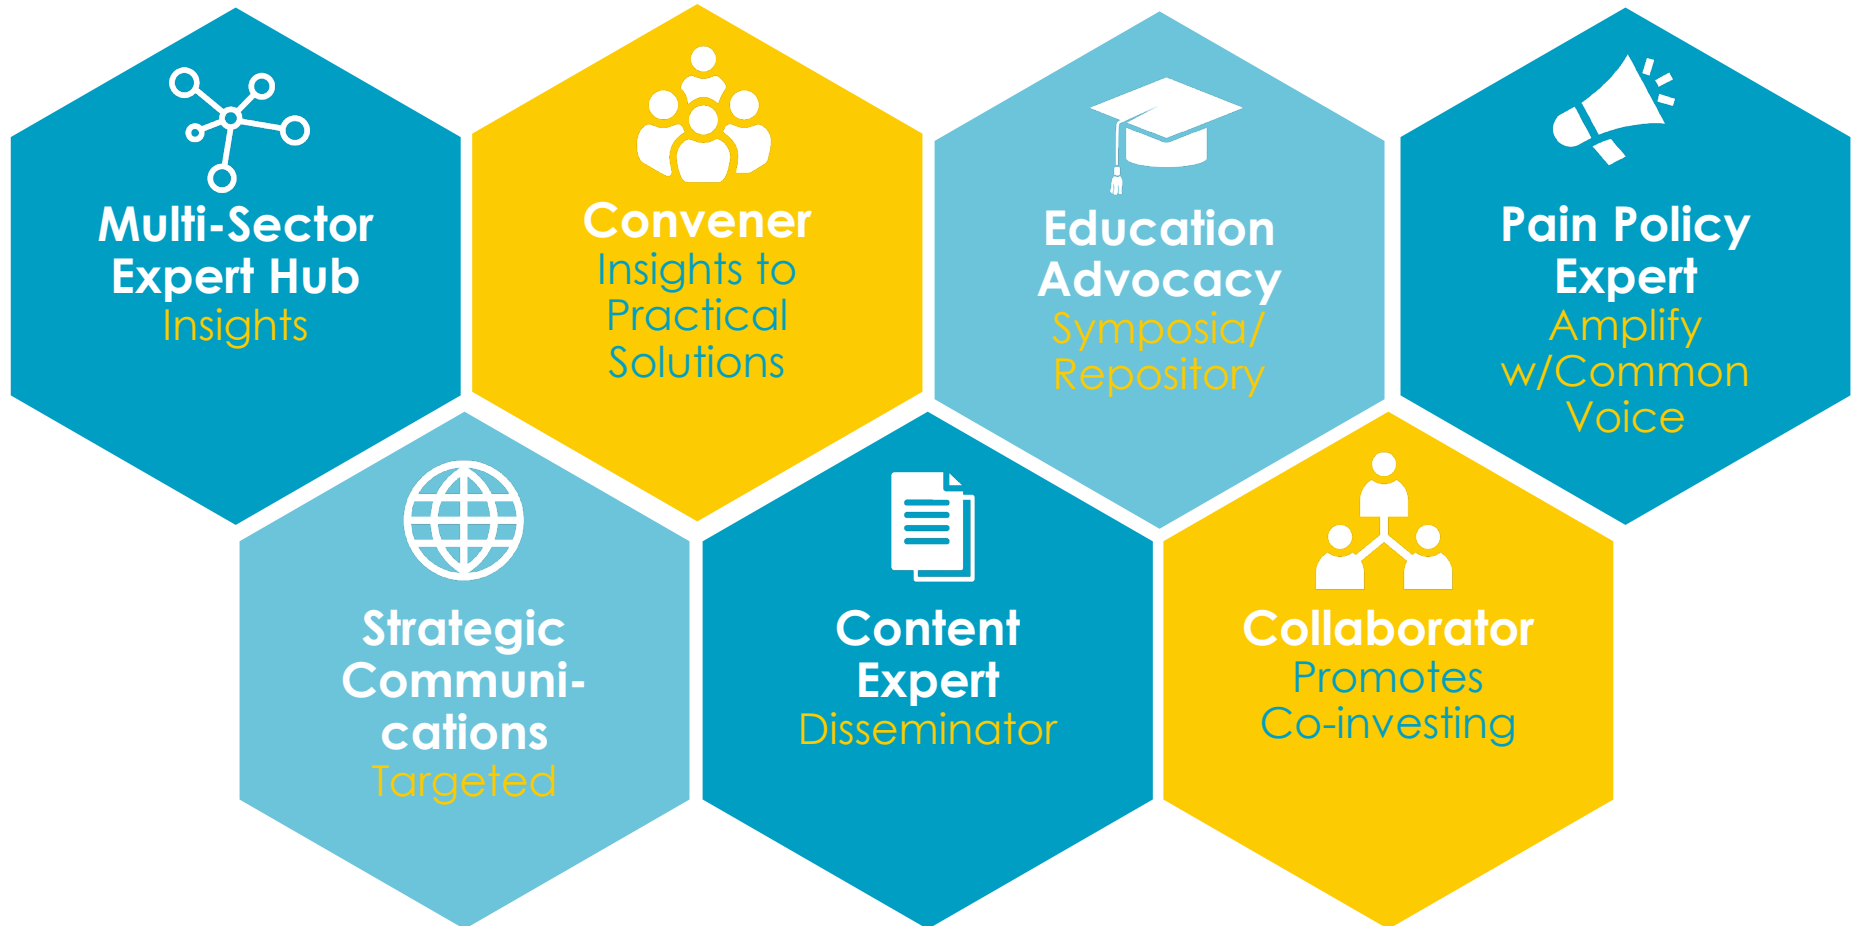 Multi-Sector
Expert Hub
Insights
Convener
Insights to
Practical
Solutions
Education
Advocacy
Symposia/
Repository
Pain Policy
Expert
Amplify
w/Common
Voice
Strategic
Communi-
cations
Targeted
Content
Expert
Disseminator
Collaborator
Promotes
Co-investing